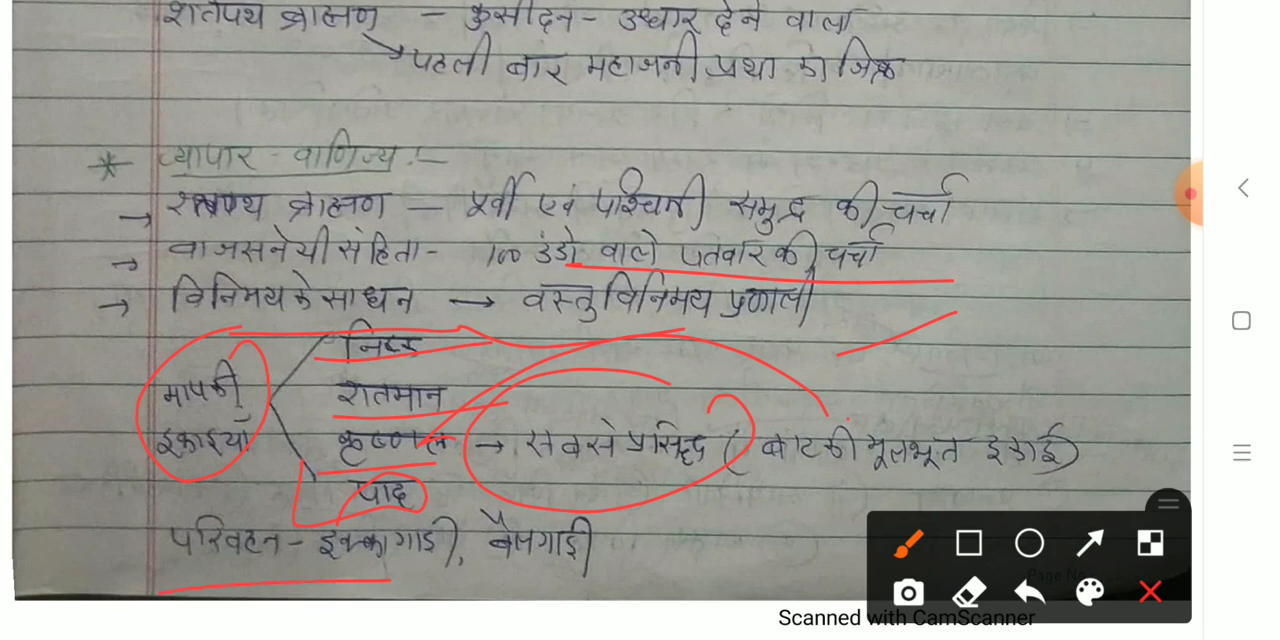 शतपथ ब्राह्मण - कुसीदिन - उधार देने वाला
→ पहली बार महाजनी प्रथा का जिक्र
* व्यापार - वाणिज्य :-
→ शतपथ ब्राह्मण - पूर्वी एवं पश्चिमी समुद्र की चर्चा
→ वाजसनेयी संहिता - 100 डंडो वाले पतवार की चर्चा
→ विनिमय के साधन → वस्तु विनिमय प्रणाली
मापकी इकाइयाँ
निष्क
शतमान
कृष्णल → सबसे प्रसिद्ध (बाट की मूलभूत इकाई)
पाद
परिवहन - इक्कागाडी, बैलगाडी
Page No
Scanned with CamScanner